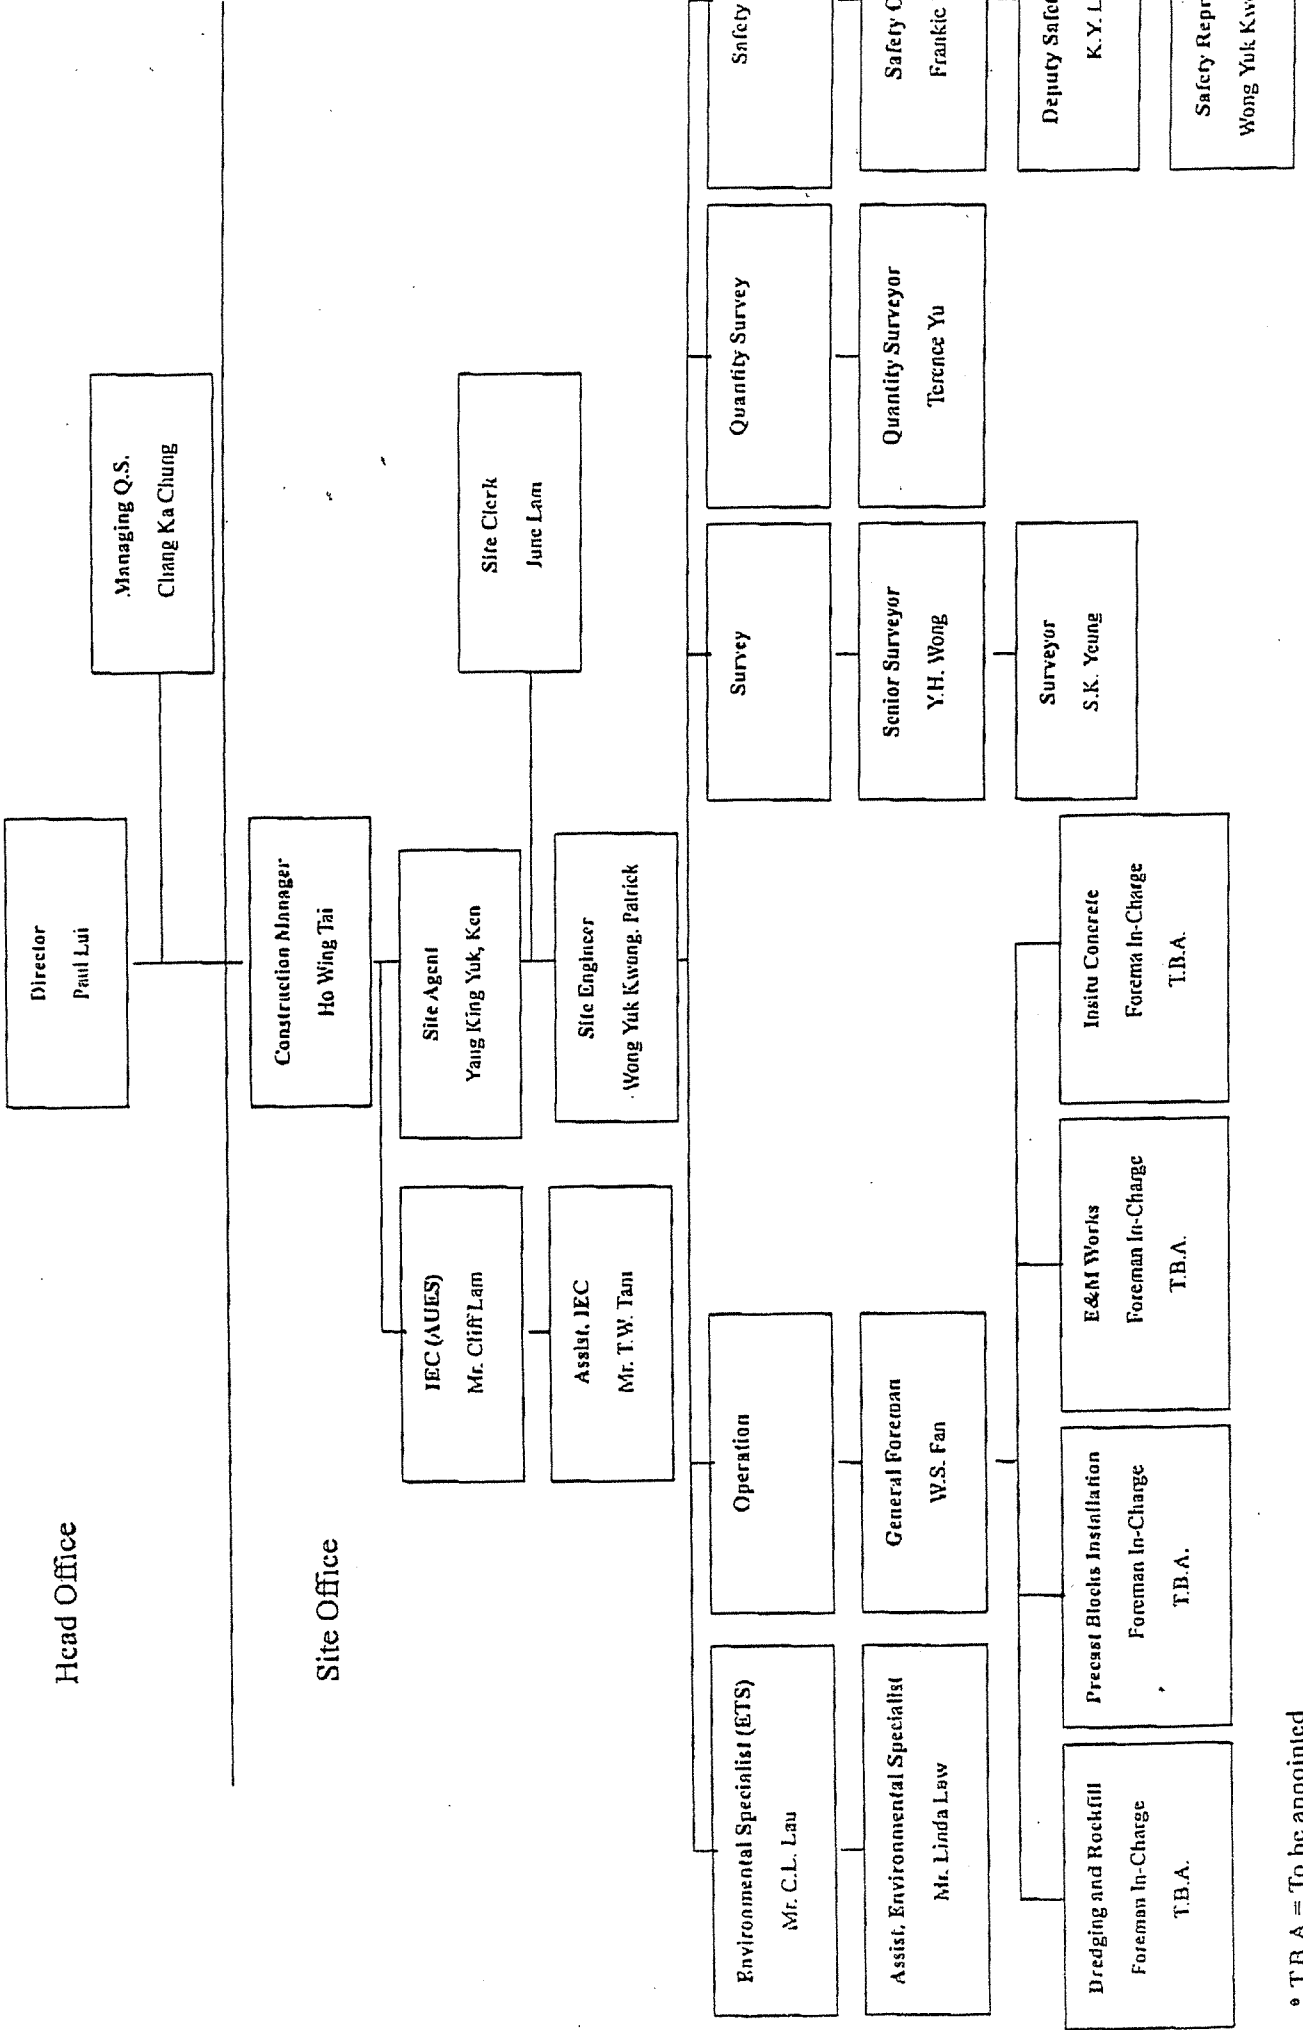 Head Office
Director
Paul Lui
Managing Q.S.
Chang Ka Chung
Site Office
Construction Manager
Ho Wing Tai
IEC (AUES)
Mr. Cliff Lam
Site Agent
Yang King Yuk, Ken
Site Clerk
June Lam
Assist. IEC
Mr. T.W. Tam
Site Engineer
Wong Yuk Kwong, Patrick
Environmental Specialist (ETS)
Mr. C.L. Lau
Operation
Survey
Quantity Survey
Safety
Assist. Environmental Specialist
Mr. Linda Law
General Foreman
W.S. Fan
Senior Surveyor
Y.H. Wong
Quantity Surveyor
Terence Yu
Safety
Frankie
Surveyor
S.K. Yeung
Deputy
K.Y.
Dredging and Rockfill
Foreman In-Charge
T.B.A.
Precast Blocks Installation
Foreman In-Charge
T.B.A.
E&M Works
Foreman In-Charge
T.B.A.
Insitu Concrete
Forema In-Charge
T.B.A.
Safety
Wong Yuk
* T.B.A = To be appointed